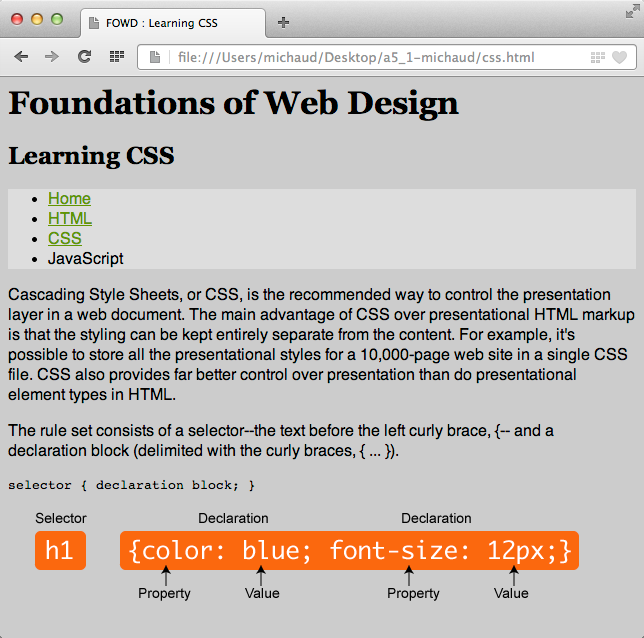 FOWD : Learning CSS
file:///Users/michaud/Desktop/a5_1-michaud/css.html
Foundations of Web Design
Learning CSS
Home
HTML
CSS
JavaScript
Cascading Style Sheets, or CSS, is the recommended way to control the presentation
layer in a web document. The main advantage of CSS over presentational HTML markup
is that the styling can be kept entirely separate from the content. For example, it's
possible to store all the presentational styles for a 10,000-page web site in a single CSS
file. CSS also provides far better control over presentation than do presentational
element types in HTML.
The rule set consists of a selector--the text before the left curly brace, {-- and a
declaration block (delimited with the curly braces, { ... }).
selector { declaration block; }
Selector Declaration Declaration
h1 {color: blue; font-size: 12px;}
Property Value Property Value